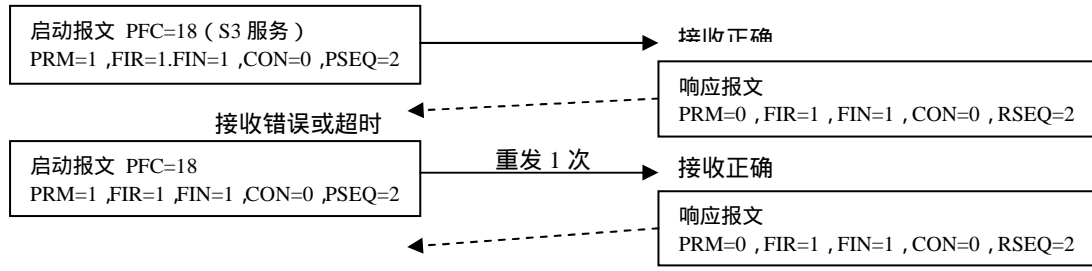 启动报文 PFC=18（S3 服务）
PRM=1 ,FIR=1.FIN=1 ,CON=0 ,PSEQ=2
接收正确
响应报文
PRM=0 , FIR=1 , FIN=1 , CON=0 , RSEQ=2
接收错误或超时
启动报文 PFC=18
PRM=1 ,FIR=1 ,FIN=1 ,CON=0 ,PSEQ=2
重发 1 次
接收正确
响应报文
PRM=0 , FIR=1 , FIN=1 , CON=0 , RSEQ=2